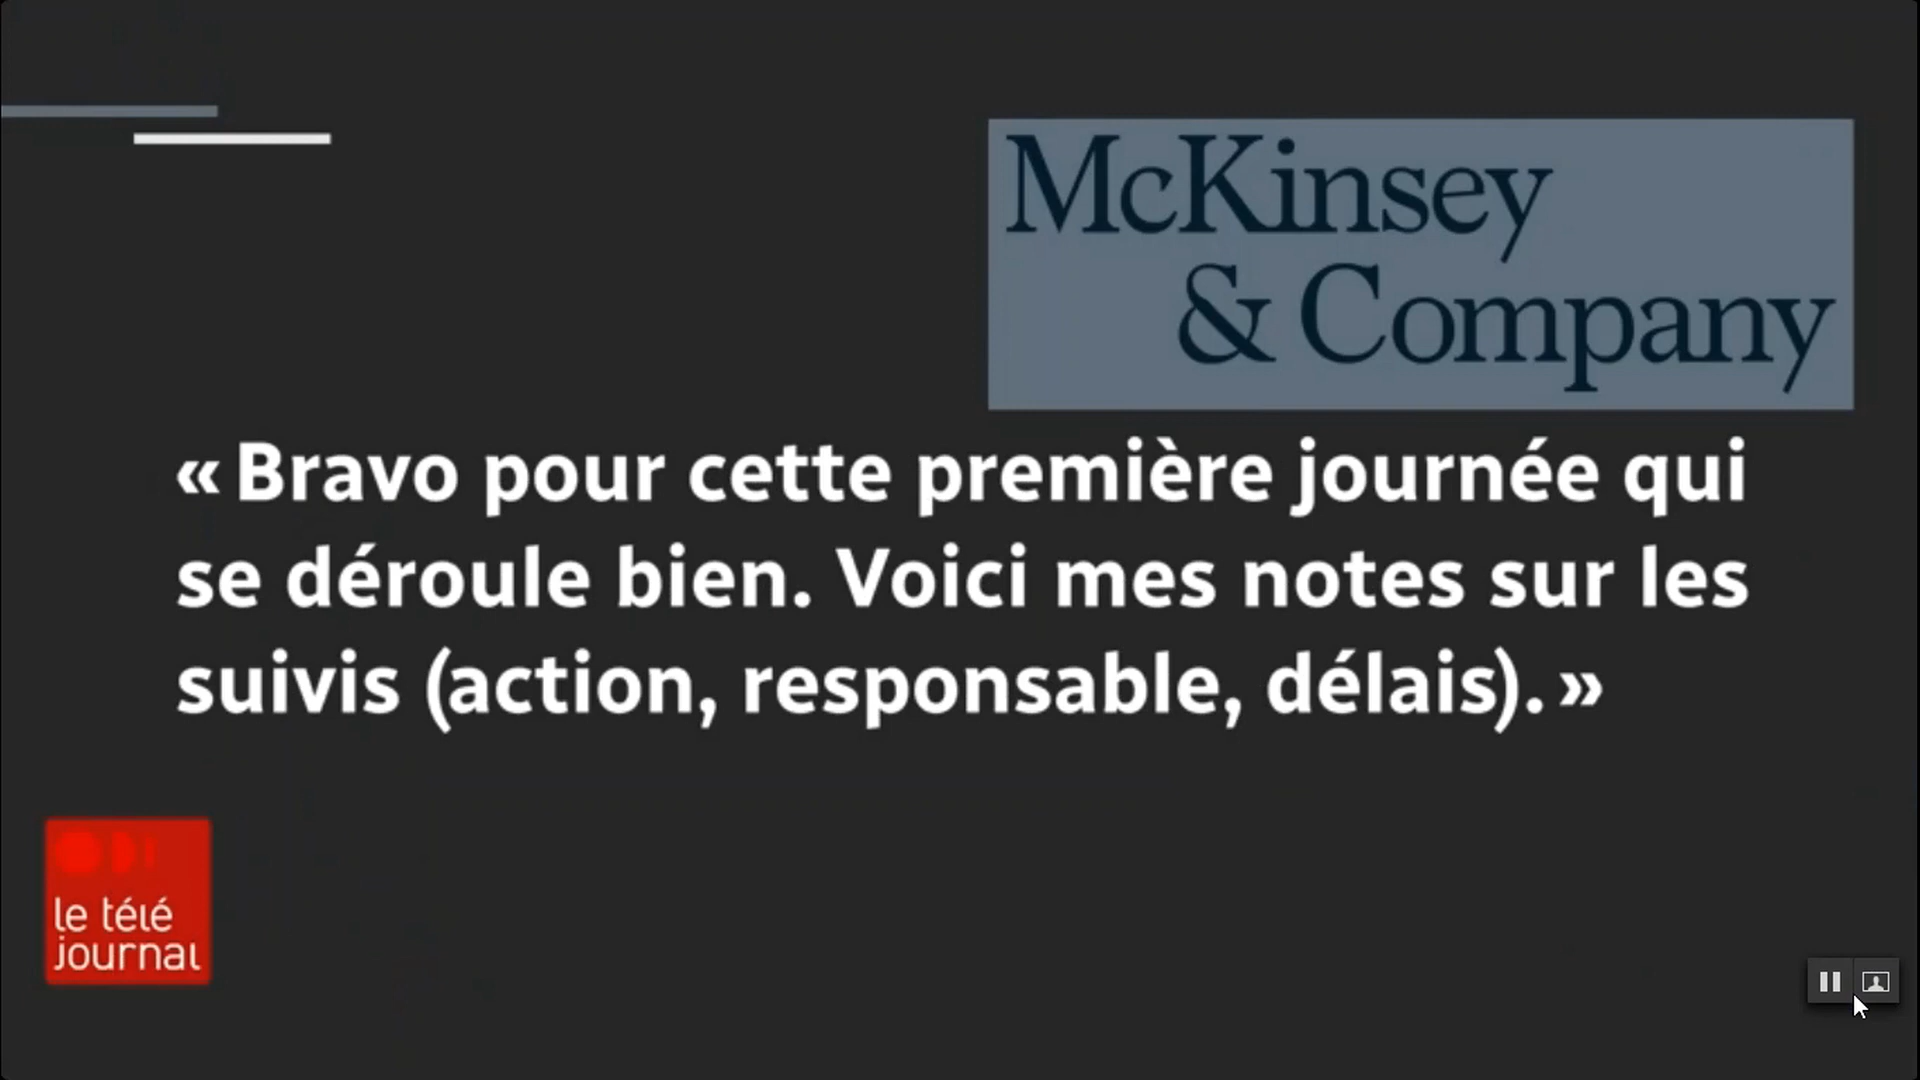 McKinsey
& Company
« Bravo pour cette première journée qui
se déroule bien. Voici mes notes sur les
suivis (action, responsable, délais). »
le télé
journal